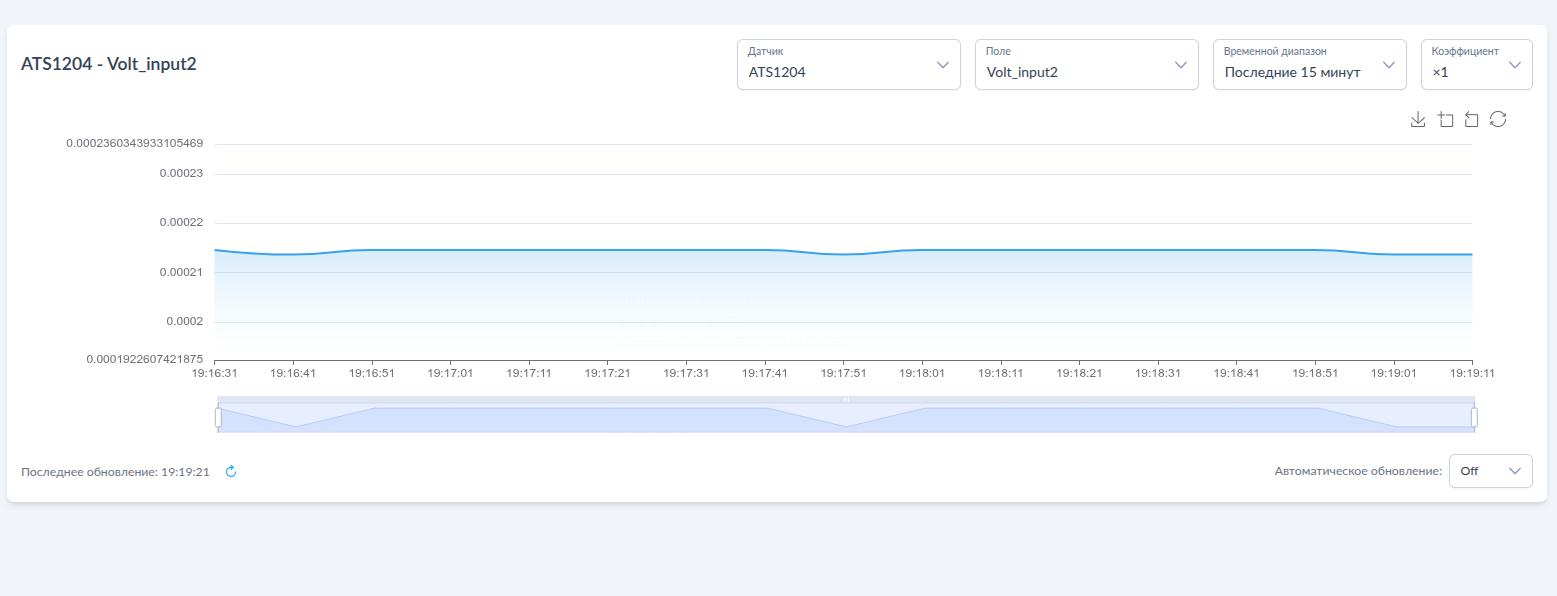 ATS1204 - Volt_input2
Датчик
ATS1204
Поле
Volt_input2
Временной диапазон
Последние 15 минут
Коэффициент
×1
0.0002360343933105469
0.00023
0.00022
0.00021
0.0002
0.0001922607421875
19:16:31 19:16:41 19:16:51 19:17:01 19:17:11 19:17:21 19:17:31 19:17:41 19:17:51 19:18:01 19:18:11 19:18:21 19:18:31 19:18:41 19:18:51 19:19:01 19:19:11
Последнее обновление: 19:19:21
Автоматическое обновление: Off